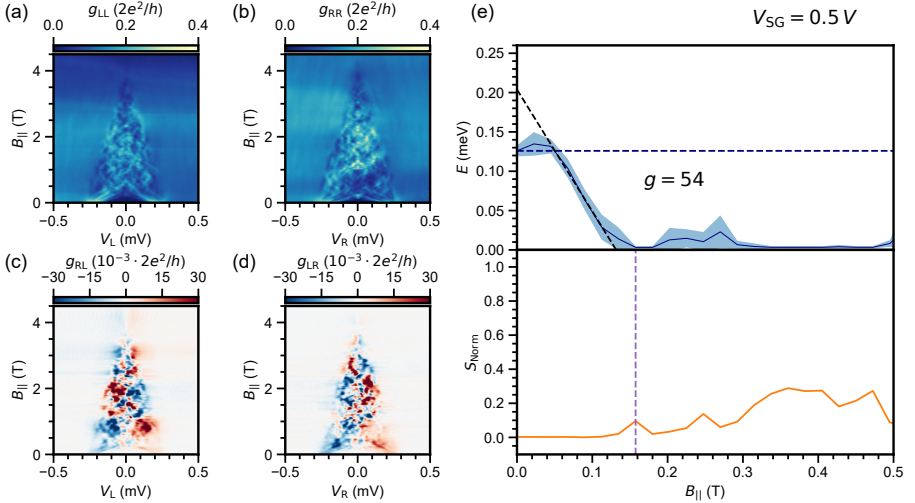 (a)
g_LL (2e²/h)
0.0 0.2 0.4
B_|| (T)
4
2
0
−0.5 0.0 0.5
V_L (mV)
(b)
g_RR (2e²/h)
0.0 0.2 0.4
B_|| (T)
4
2
0
−0.5 0.0 0.5
V_R (mV)
(c)
g_RL (10⁻³ · 2e²/h)
−30 −15 0 15 30
B_|| (T)
4
2
0
−0.5 0.0 0.5
V_L (mV)
(d)
g_LR (10⁻³ · 2e²/h)
−30 −15 0 15 30
B_|| (T)
4
2
0
−0.5 0.0 0.5
V_R (mV)
(e)
V_SG = 0.5 V
E (meV)
0.20
0.15
0.10
0.05
0.00
g = 54
S_Norm
1.0
0.8
0.6
0.4
0.2
0.0
0.0 0.1 0.2 0.3 0.4 0.5
B_|| (T)